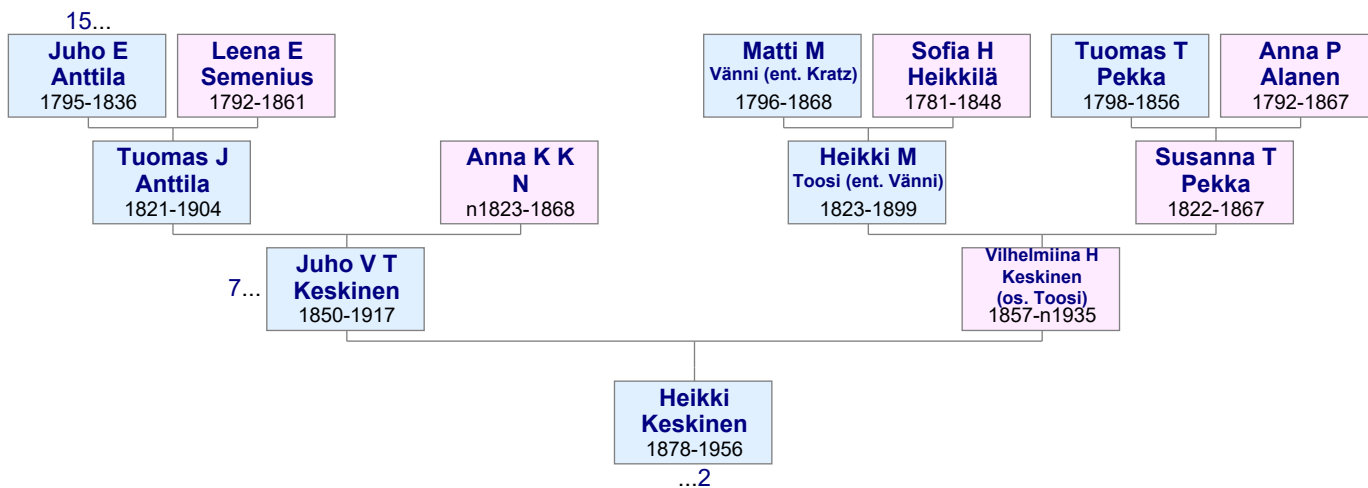 15...
Juho E
Anttila
1795-1836
Leena E
Semenius
1792-1861
Matti M
Vänni (ent. Kratz)
1796-1868
Sofia H
Heikkilä
1781-1848
Tuomas T
Pekka
1798-1856
Anna P
Alanen
1792-1867
Tuomas J
Anttila
1821-1904
Anna K K
N
n1823-1868
Heikki M
Toosi (ent. Vänni)
1823-1899
Susanna T
Pekka
1822-1867
7...
Juho V T
Keskinen
1850-1917
Vilhelmiina H
Keskinen
(os. Toosi)
1857-n1935
Heikki
Keskinen
1878-1956
...2